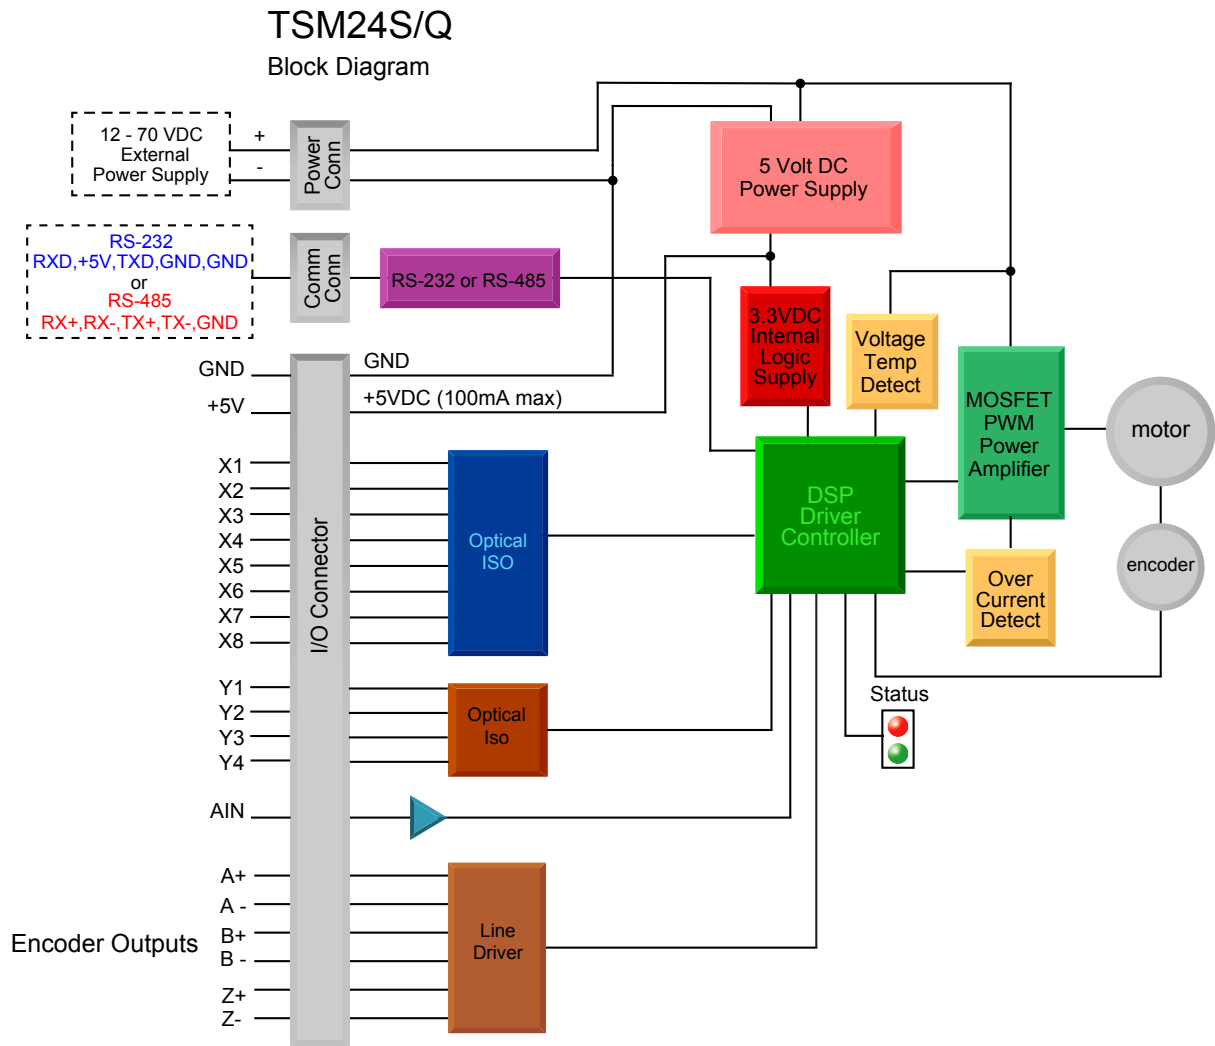 TSM24S/Q
Block Diagram
12 - 70 VDC
External
Power Supply
+
-
Power
Conn
5 Volt DC
Power Supply
RS-232
RXD,+5V,TXD,GND,GND
or
RS-485
RX+,RX-,TX+,TX-,GND
Comm
Conn
RS-232 or RS-485
3.3VDC
Internal
Logic
Supply
Voltage
Temp
Detect
MOSFET
PWM
Power
Amplifier
motor
encoder
GND
GND
+5V
+5VDC (100mA max)
I/O Connector
X1
X2
X3
X4
X5
X6
X7
X8
Optical
ISO
DSP
Driver
Controller
Over
Current
Detect
Status
Y1
Y2
Y3
Y4
Optical
Iso
AIN
Encoder Outputs
A+
A -
B+
B -
Z+
Z-
Line
Driver